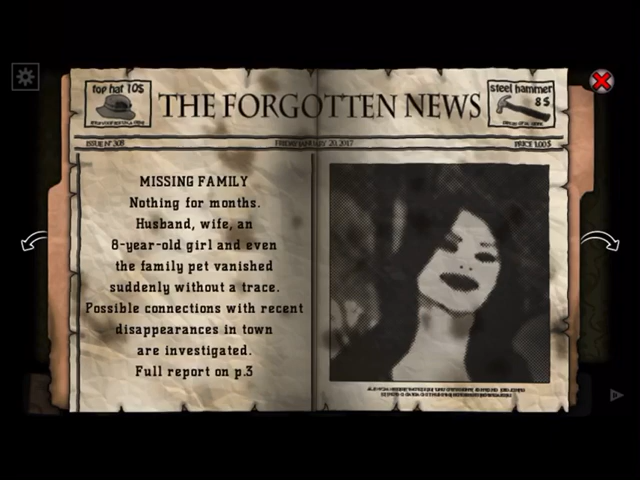 top hat 10$
THE FORGOTTEN NEWS
steel hammer
8$
ISSUE N° 303
FRIDAY JANUARY 20, 2017
PRICE 1.00$
MISSING FAMILY
Nothing for months.
Husband, wife, an
8-year-old girl and even
the family pet vanished
suddenly without a trace.
Possible connections with recent
disappearances in town
are investigated.
Full report on p.3